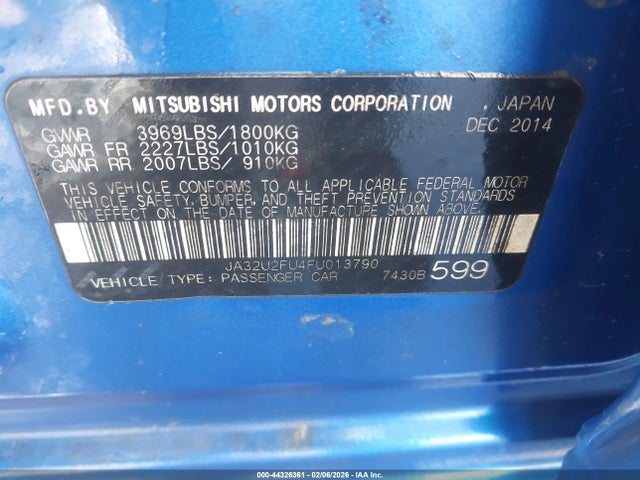 MFD.BY MITSUBISHI MOTORS CORPORATION , JAPAN
GVWR 3969LBS/1800KG DEC 2014
GAWR FR 2227LBS/1010KG
GAWR RR 2007LBS/ 910KG
THIS VEHICLE CONFORMS TO ALL APPLICABLE FEDERAL MOTOR
VEHICLE SAFETY, BUMPER, AND THEFT PREVENTION STANDARDS
IN EFFECT ON THE DATE OF MANUFACTURE SHOWN ABOVE.
JA32U2FU4FU013790
VEHICLE TYPE: PASSENGER CAR 7430B 599
000-44326361 - 02/06/2026 - IAA Inc.